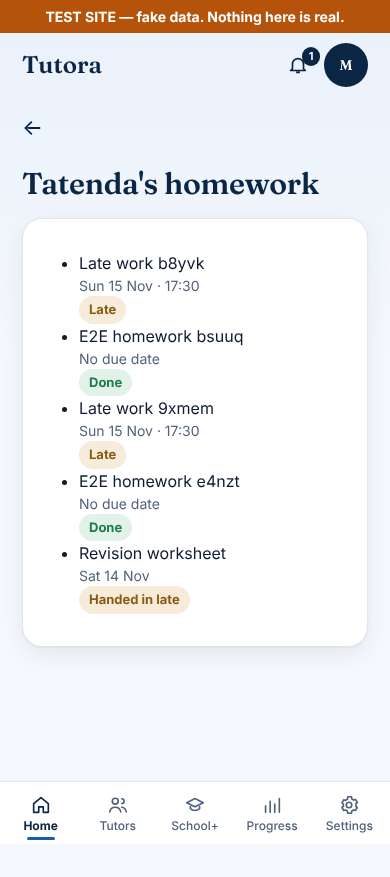 TEST SITE — fake data. Nothing here is real.
Tutora
1
M
Tatenda's homework
Late work b8yvk
Sun 15 Nov · 17:30
Late
E2E homework bsuuq
No due date
Done
Late work 9xmem
Sun 15 Nov · 17:30
Late
E2E homework e4nzt
No due date
Done
Revision worksheet
Sat 14 Nov
Handed in late
Home
Tutors
School+
Progress
Settings